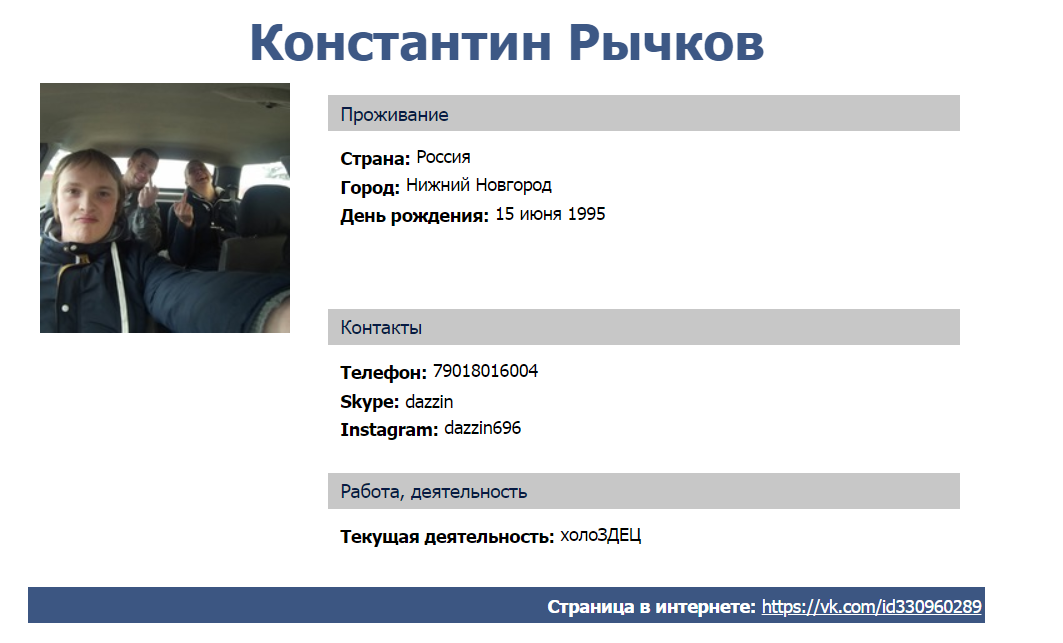 Константин Рычков
Проживание
Страна: Россия
Город: Нижний Новгород
День рождения: 15 июня 1995
Контакты
Телефон: 79018016004
Skype: dazzin
Instagram: dazzin696
Работа, деятельность
Текущая деятельность: холоЗДЕЦ
Страница в интернете: https://vk.com/id330960289